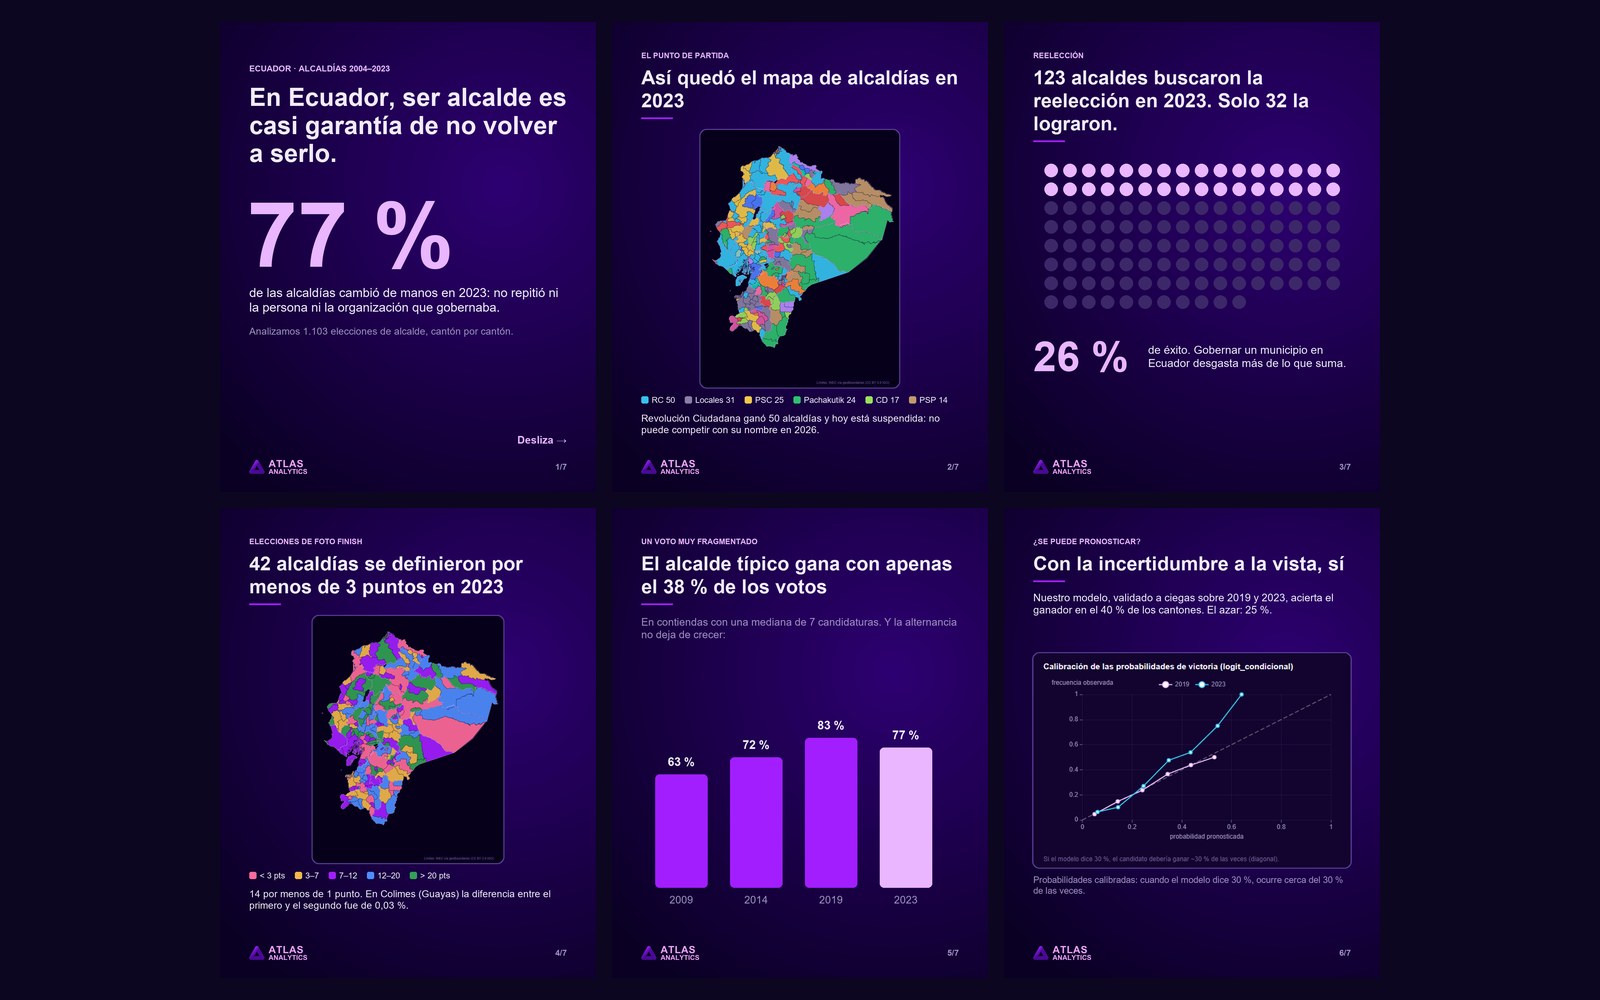 ECUADOR · ALCALDÍAS 2004–2023
En Ecuador, ser alcalde es
casi garantía de no volver
a serlo.
77 %
de las alcaldías cambió de manos en 2023: no repitió ni
la persona ni la organización que gobernaba.
Analizamos 1.103 elecciones de alcalde, cantón por cantón.
Desliza →
ATLAS
ANALYTICS
1/7
EL PUNTO DE PARTIDA
Así quedó el mapa de alcaldías en
2023
RC 50
Locales 31
PSC 25
Pachakutik 24
CD 17
PSP 14
Revolución Ciudadana ganó 50 alcaldías y hoy está suspendida: no
puede competir con su nombre en 2026.
ATLAS
ANALYTICS
2/7
REELECCIÓN
123 alcaldes buscaron la
reelección en 2023. Solo 32 la
lograron.
26 %
de éxito. Gobernar un municipio en
Ecuador desgasta más de lo que suma.
ATLAS
ANALYTICS
3/7
ELECCIONES DE FOTO FINISH
42 alcaldías se definieron por
menos de 3 puntos en 2023
< 3 pts
3–7
7–12
12–20
> 20 pts
14 por menos de 1 punto. En Colimes (Guayas) la diferencia entre el
primero y el segundo fue de 0,03 %.
ATLAS
ANALYTICS
4/7
UN VOTO MUY FRAGMENTADO
El alcalde típico gana con apenas
el 38 % de los votos
En contiendas con una mediana de 7 candidaturas. Y la alternancia
no deja de crecer:
63 %
72 %
83 %
77 %
2009
2014
2019
2023
ATLAS
ANALYTICS
5/7
¿SE PUEDE PRONOSTICAR?
Con la incertidumbre a la vista, sí
Nuestro modelo, validado a ciegas sobre 2019 y 2023, acierta el
ganador en el 40 % de los cantones. El azar: 25 %.
Calibración de las probabilidades de victoria (logit_condicional)
frecuencia observada
2019
2023
1
0.8
0.6
0.4
0.2
0
0
0.2
0.4
0.6
0.8
1
probabilidad pronosticada
Si el modelo dice 30 %, el candidato debería ganar ~30 % de las veces (diagonal).
Probabilidades calibradas: cuando el modelo dice 30 %, ocurre cerca del 30 %
de las veces.
ATLAS
ANALYTICS
6/7